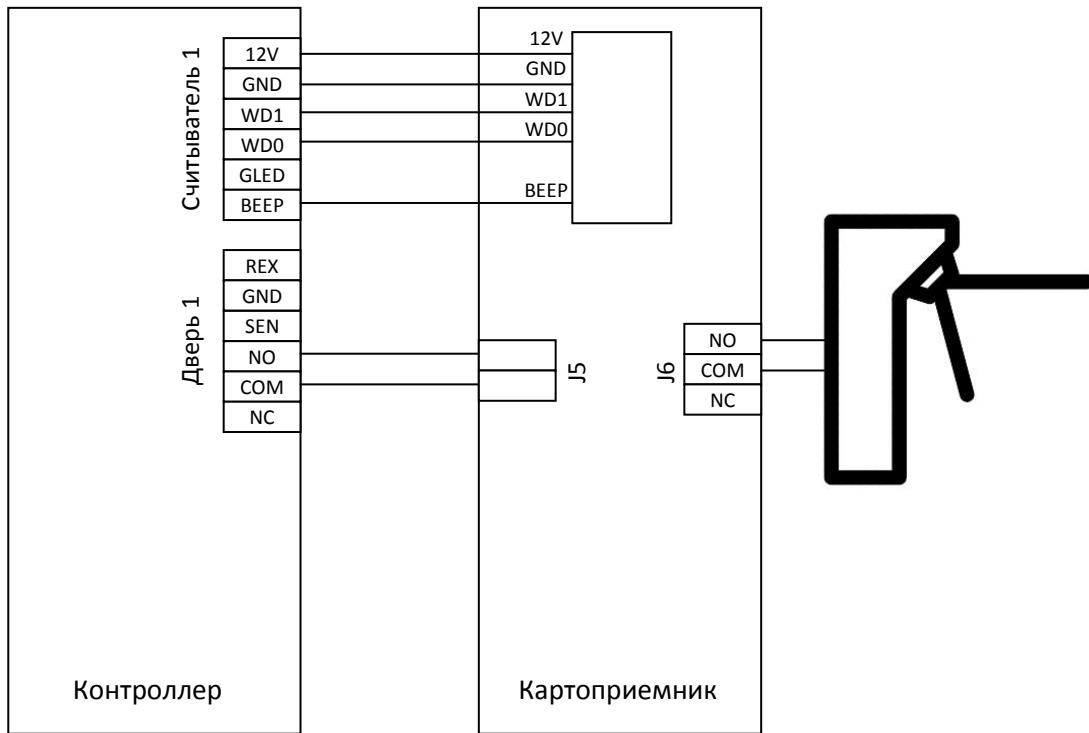 Считыватель 1
12V
GND
WD1
WD0
GLED
BEEP
Дверь 1
REX
GND
SEN
NO
COM
NC
Контроллер
12V
GND
WD1
WD0
BEEP
J5
J6
NO
COM
NC
Картоприемник